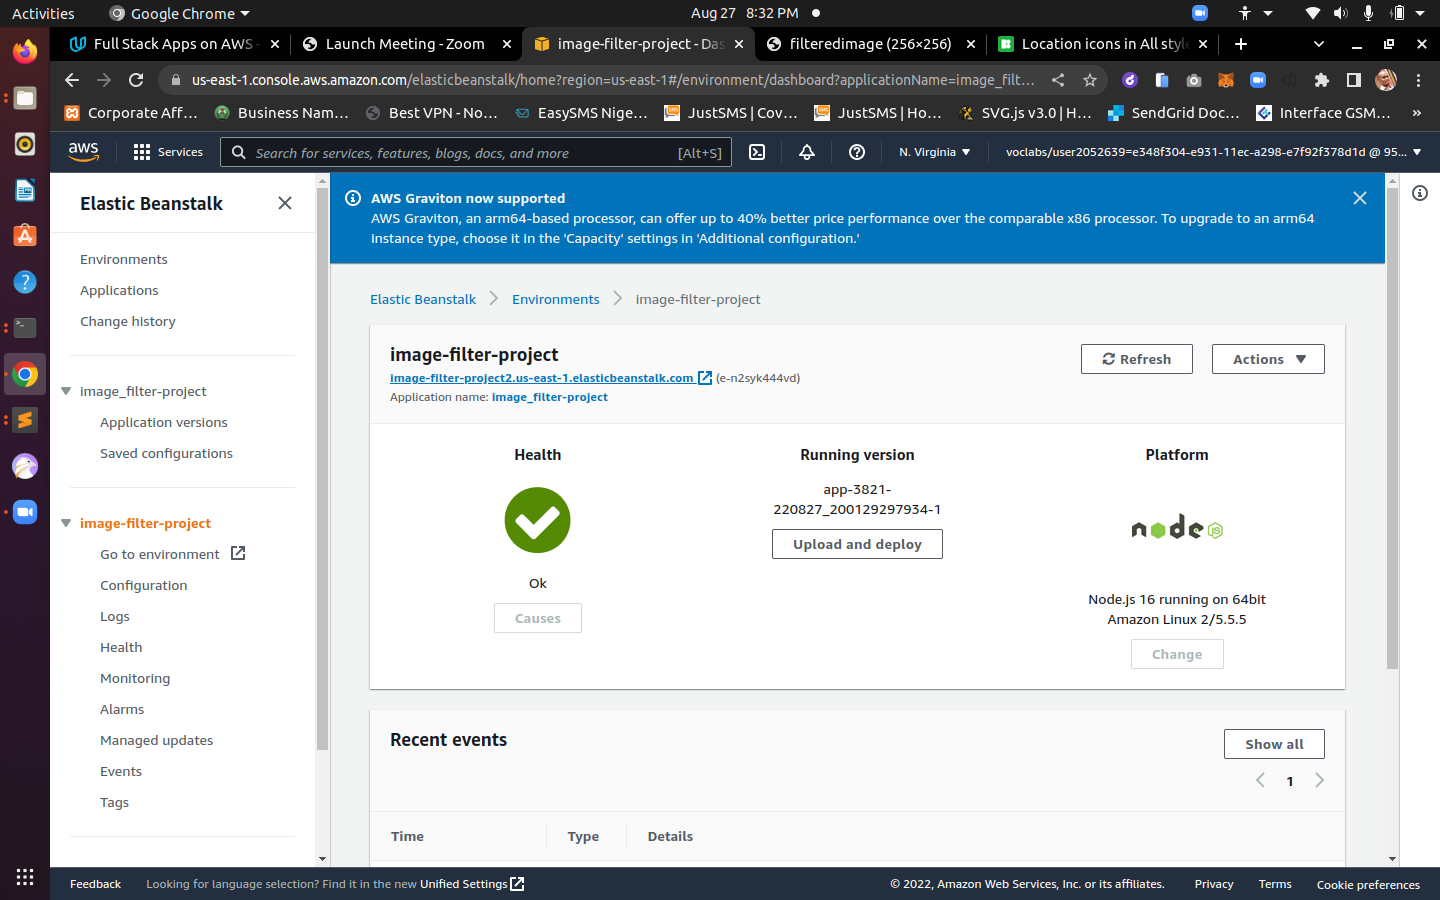 Activities
Google Chrome
Aug 27 8:32 PM
Full Stack Apps on AWS -
Launch Meeting - Zoom
image-filter-project - Das
filteredimage (256×256)
Location icons in All style
us-east-1.console.aws.amazon.com/elasticbeanstalk/home?region=us-east-1#/environment/dashboard?applicationName=image_filt...
Corporate Aff...
Business Nam...
Best VPN - No...
EasySMS Nige...
JustSMS | Cov...
JustSMS | Ho...
SVG.js v3.0 | H...
SendGrid Doc...
Interface GSM...
»
aws
Services
Search for services, features, blogs, docs, and more [Alt+S]
N. Virginia
voclabs/user2052639=e348f304-e931-11ec-a298-e7f92f378d1d @ 95...
Elastic Beanstalk
Environments
Applications
Change history
image_filter-project
Application versions
Saved configurations
image-filter-project
Go to environment
Configuration
Logs
Health
Monitoring
Alarms
Managed updates
Events
Tags
AWS Graviton now supported
AWS Graviton, an arm64-based processor, can offer up to 40% better price performance over the comparable x86 processor. To upgrade to an arm64
instance type, choose it in the 'Capacity' settings in 'Additional configuration.'
Elastic Beanstalk
Environments
image-filter-project
image-filter-project
image-filter-project2.us-east-1.elasticbeanstalk.com (e-n2syk444vd)
Application name: image_filter-project
Refresh
Actions
Health
Ok
Causes
Running version
app-3821-
220827_200129297934-1
Upload and deploy
Platform
node
JS
Node.js 16 running on 64bit
Amazon Linux 2/5.5.5
Change
Recent events
Show all
1
Time
Type
Details
Feedback
Looking for language selection? Find it in the new Unified Settings
© 2022, Amazon Web Services, Inc. or its affiliates.
Privacy
Terms
Cookie preferences